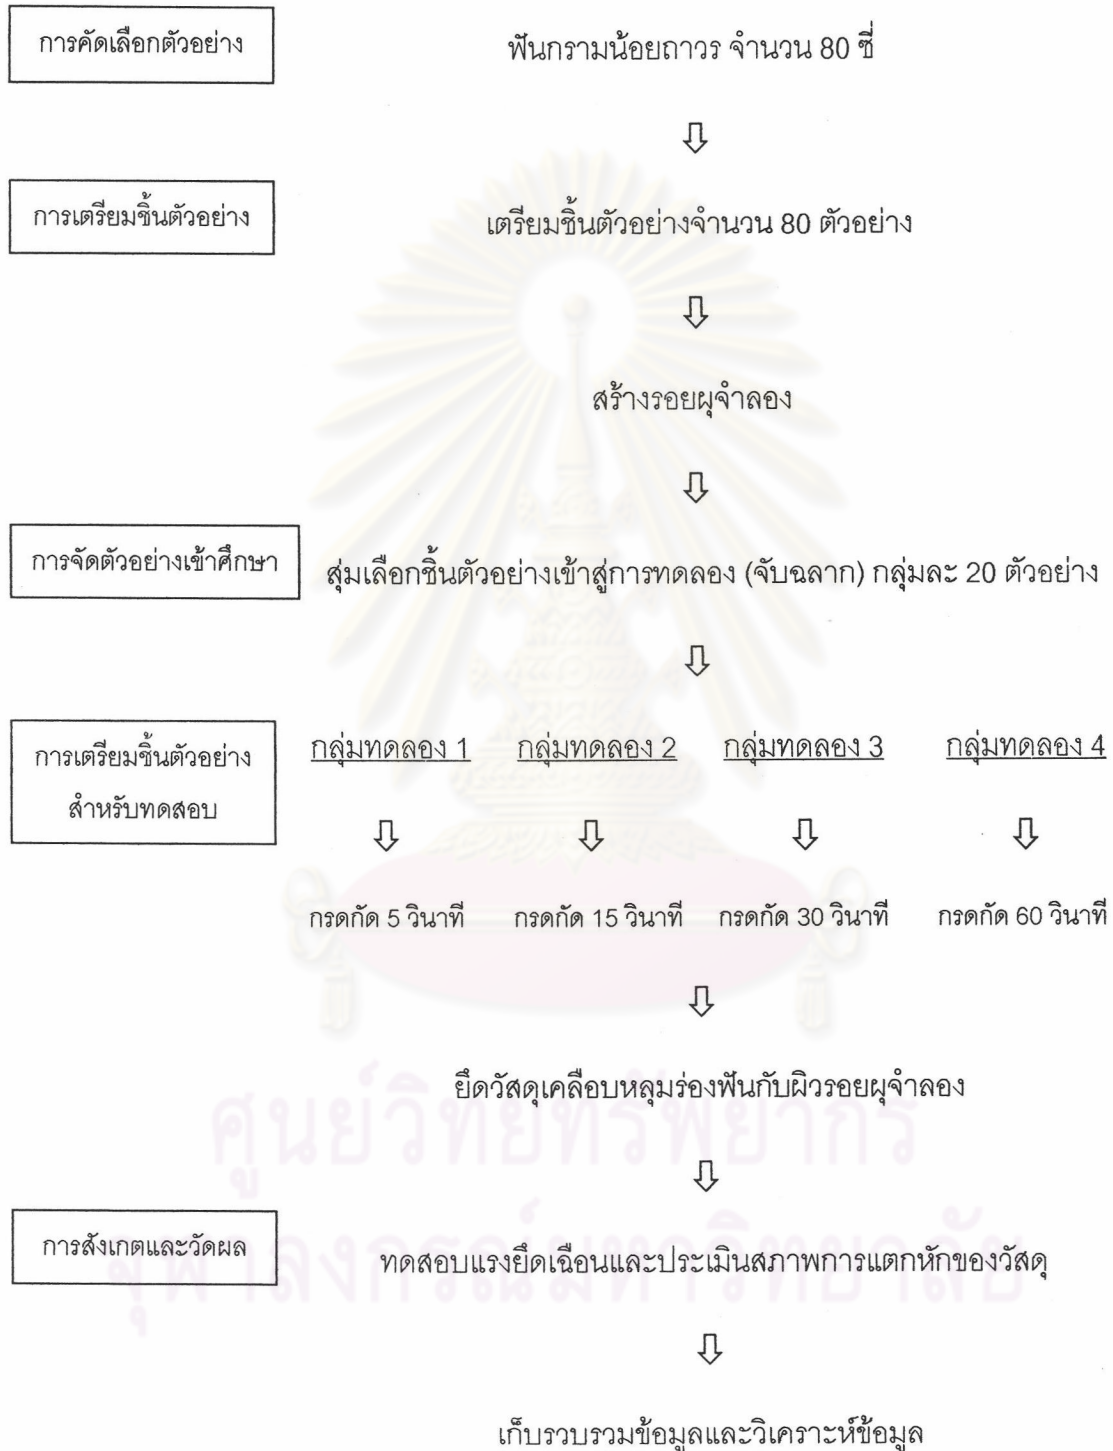 การคัดเลือกตัวอย่าง
ฟันกรามน้อยถาวร จำนวน 80 ซี่
การเตรียมชิ้นตัวอย่าง
เตรียมชิ้นตัวอย่างจำนวน 80 ตัวอย่าง
สร้างรอยผุจำลอง
การจัดตัวอย่างเข้าศึกษา
สุ่มเลือกชิ้นตัวอย่างเข้าสู่การทดลอง (จับฉลาก) กลุ่มละ 20 ตัวอย่าง
การเตรียมชิ้นตัวอย่าง
สำหรับทดสอบ
กลุ่มทดลอง 1 กลุ่มทดลอง 2 กลุ่มทดลอง 3 กลุ่มทดลอง 4
กรดกัด 5 วินาที กรดกัด 15 วินาที กรดกัด 30 วินาที กรดกัด 60 วินาที
ยึดวัสดุเคลือบหลุมร่องฟันกับผิวรอยผุจำลอง
ศูนย์วิทยทรัพยากร
การสังเกตและวัดผล
ทดสอบแรงยึดเฉือนและประเมินสภาพการแตกหักของวัสดุ
จุฬาลงกรณ์มหาวิทยาลัย
เก็บรวบรวมข้อมูลและวิเคราะห์ข้อมูล